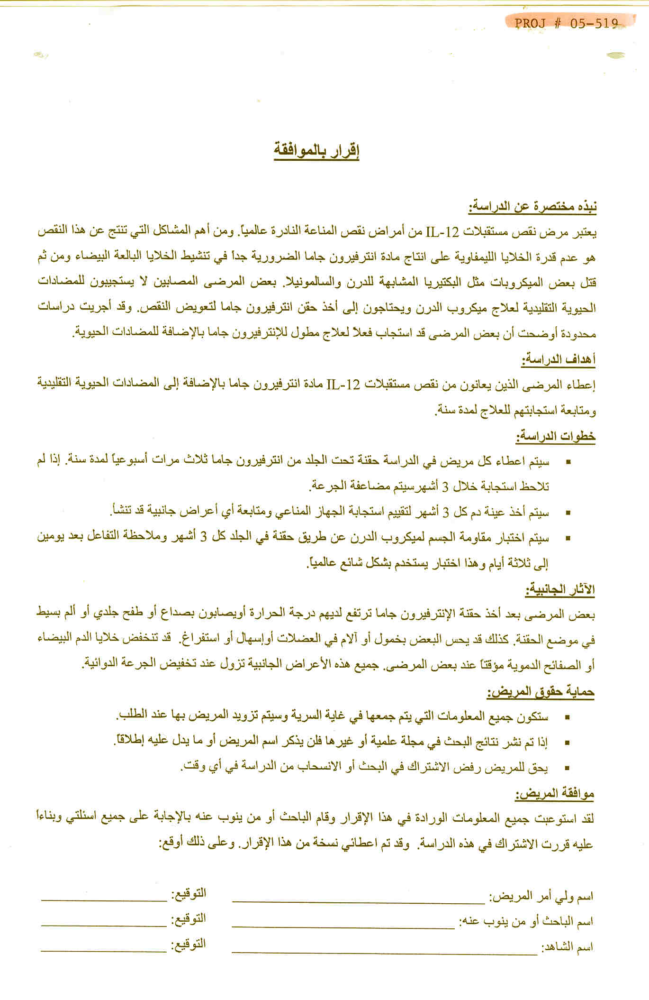 PROJ # 05-519
إقرار بالموافقة
نبذه مختصرة عن الدراسة:
يعتبر مرض نقص مستقبلات IL-12 من أمراض نقص المناعة النادرة عالمياً. ومن أهم المشاكل التي تنتج عن هذا النقص
هو عدم قدرة الخلايا الليمفاوية على انتاج مادة انترفيرون جاما الضرورية جداً في تنشيط الخلايا البالعة البيضاء ومن ثم
قتل بعض الميكروبات مثل البكتيريا المشابهة للدرن والسالمونيلا. بعض المرضى المصابين لا يستجيبون للمضادات
الحيوية التقليدية لعلاج ميكروب الدرن ويحتاجون إلى أخذ حقن انترفيرون جاما لتعويض النقص. وقد أجريت دراسات
محدودة أوضحت أن بعض المرضى قد استجاب فعلاً لعلاج مطول للإنترفيرون جاما بالإضافة للمضادات الحيوية.
أهداف الدراسة:
إعطاء المرضى الذين يعانون من نقص مستقبلات IL-12 مادة انترفيرون جاما بالإضافة إلى المضادات الحيوية التقليدية
ومتابعة استجابتهم للعلاج لمدة سنة.
خطوات الدراسة:
▪ سيتم اعطاء كل مريض في الدراسة حقنة تحت الجلد من انترفيرون جاما ثلاث مرات أسبوعياً لمدة سنة. إذا لم
تلاحظ استجابة خلال 3 أشهرسيتم مضاعفة الجرعة.
▪ سيتم أخذ عينة دم كل 3 أشهر لتقييم استجابة الجهاز المناعي ومتابعة أي أعراض جانبية قد تنشأ.
▪ سيتم اختبار مقاومة الجسم لميكروب الدرن عن طريق حقنة في الجلد كل 3 أشهر وملاحظة التفاعل بعد يومين
إلى ثلاثة أيام وهذا اختبار يستخدم بشكل شائع عالمياً.
الآثار الجانبية:
بعض المرضى بعد أخذ حقنة الإنترفيرون جاما ترتفع لديهم درجة الحرارة أويصابون بصداع أو طفح جلدي أو ألم بسيط
في موضع الحقنة. كذلك قد يحس البعض بخمول أو آلام في العضلات أوإسهال أو استفراغ. قد تنخفض خلايا الدم البيضاء
أو الصفائح الدموية مؤقتاً عند بعض المرضى. جميع هذه الأعراض الجانبية تزول عند تخفيض الجرعة الدوائية.
حماية حقوق المريض:
▪ ستكون جميع المعلومات التي يتم جمعها في غاية السرية وسيتم تزويد المريض بها عند الطلب.
▪ إذا تم نشر نتائج البحث في مجلة علمية أو غيرها فلن يذكر اسم المريض أو ما يدل عليه إطلاقاً.
▪ يحق للمريض رفض الاشتراك في البحث أو الانسحاب من الدراسة في أي وقت.
موافقة المريض:
لقد استوعبت جميع المعلومات الورادة في هذا الإقرار وقام الباحث أو من ينوب عنه بالإجابة على جميع اسئلتي وبناءاً
عليه قررت الاشتراك في هذه الدراسة. وقد تم اعطائي نسخة من هذا الإقرار. وعلى ذلك أوقع:
اسم ولي أمر المريض: ____________________ التوقيع: ____________________
اسم الباحث أو من ينوب عنه: ____________________ التوقيع: ____________________
اسم الشاهد: ____________________ التوقيع: ____________________